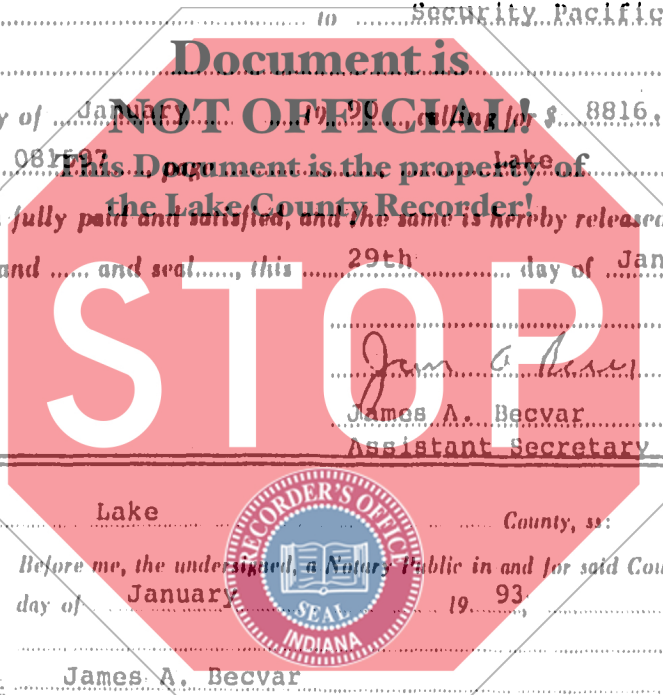 to Security Pacific
Document is
NOT OFFICIAL!
y of January 19 90, calling for $ 8816.
081597 page Lake
This Document is the property of
the Lake County Recorder!
fully paid and satisfied, and the same is hereby released
and and seal, this 29th day of Jan
STOP
James A. Becvar
Assistant Secretary
Lake County, ss:
RECORDER'S OFFICE
Before me, the undersigned, a Notary Public in and for said Cou
day of January 19 93,
SEAL
INDIANA
James A. Becvar